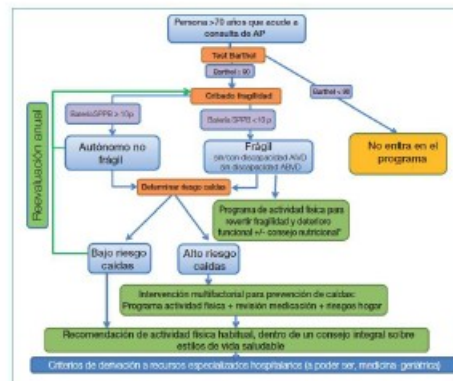 Persona >70 años que acude a
consulta de AP
Test Barthel
Barthel ≥ 90
Barthel < 90
Cribado fragilidad
Batería SPPB ≥ 10 p
Batería SPPB <10 p
No entra en el
programa
Autónomo no
frágil
Frágil
sin/con discapacidad AIVD
sin discapacidad ABVD
Reevaluación anual
Determinar riesgo caídas
Programa de actividad física para
revertir fragilidad y deterioro
funcional +/- consejo nutricional*
Bajo riesgo
caídas
Alto riesgo
caídas
Intervención multifactorial para prevención de caídas:
Programa actividad física + revisión medicación + riesgos hogar
Recomendación de actividad física habitual, dentro de un consejo integral sobre
estilos de vida saludable
Criterios de derivación a recursos especializados hospitalarios (a poder ser, medicina geriátrica)